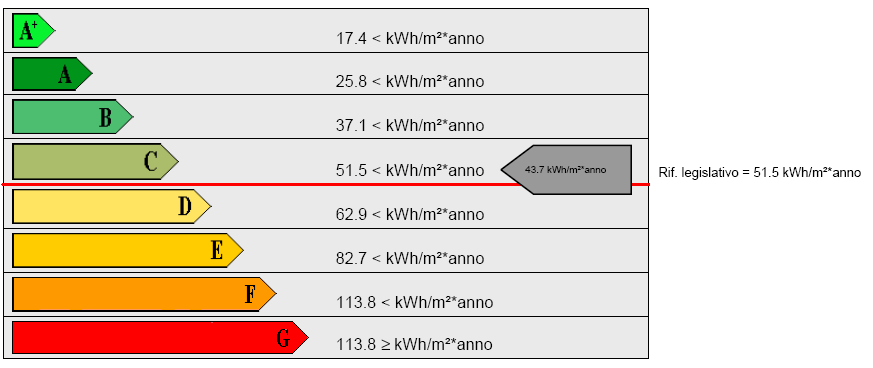 A+ 17.4 < kWh/m²*anno
A 25.8 < kWh/m²*anno
B 37.1 < kWh/m²*anno
C 51.5 < kWh/m²*anno 43.7 kWh/m²*anno Rif. legislativo = 51.5 kWh/m²*anno
D 62.9 < kWh/m²*anno
E 82.7 < kWh/m²*anno
F 113.8 < kWh/m²*anno
G 113.8 ≥ kWh/m²*anno